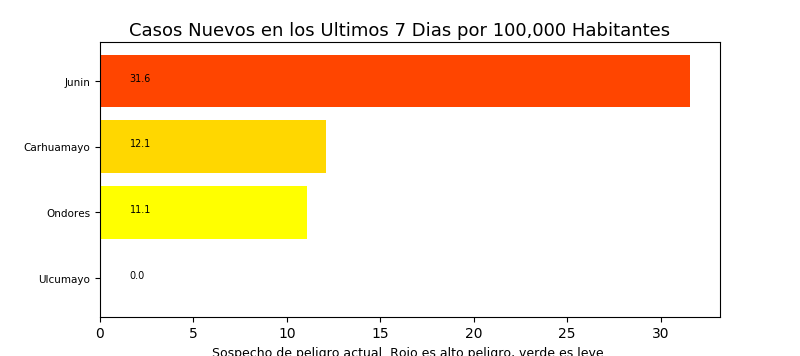 Casos Nuevos en los Ultimos 7 Dias por 100,000 Habitantes
Junin
31.6
Carhuamayo
12.1
Ondores
11.1
Ulcumayo
0.0
0 5 10 15 20 25 30
Sospecho de peligro actual. Rojo es alto peligro, verde es leve